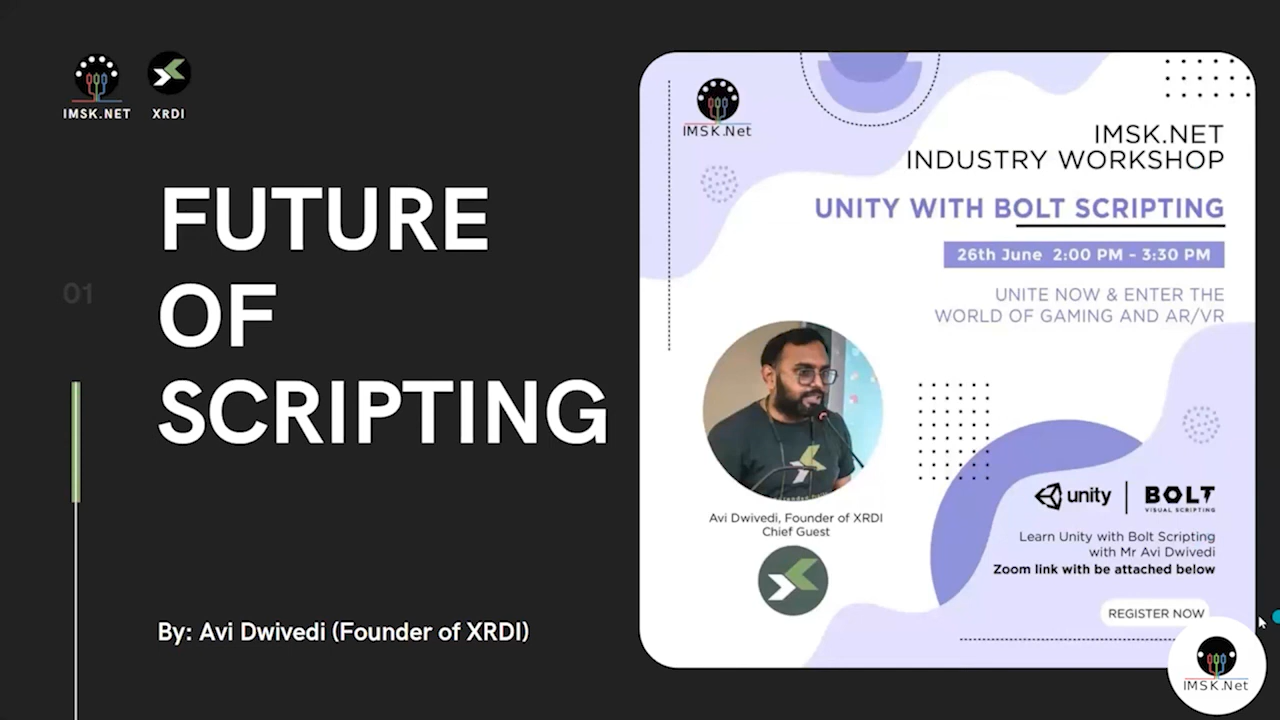 IMSK.NET
XRDI
FUTURE
OF
SCRIPTING
01
By: Avi Dwivedi (Founder of XRDI)
IMSK.Net
IMSK.NET
INDUSTRY WORKSHOP
UNITY WITH BOLT SCRIPTING
26th June 2:00 PM - 3:30 PM
UNITE NOW & ENTER THE
WORLD OF GAMING AND AR/VR
Avi Dwivedi, Founder of XRDI
Chief Guest
unity
BOLT
VISUAL SCRIPTING
Learn Unity with Bolt Scripting
with Mr Avi Dwivedi
Zoom link with be attached below
REGISTER NOW
IMSK.Net